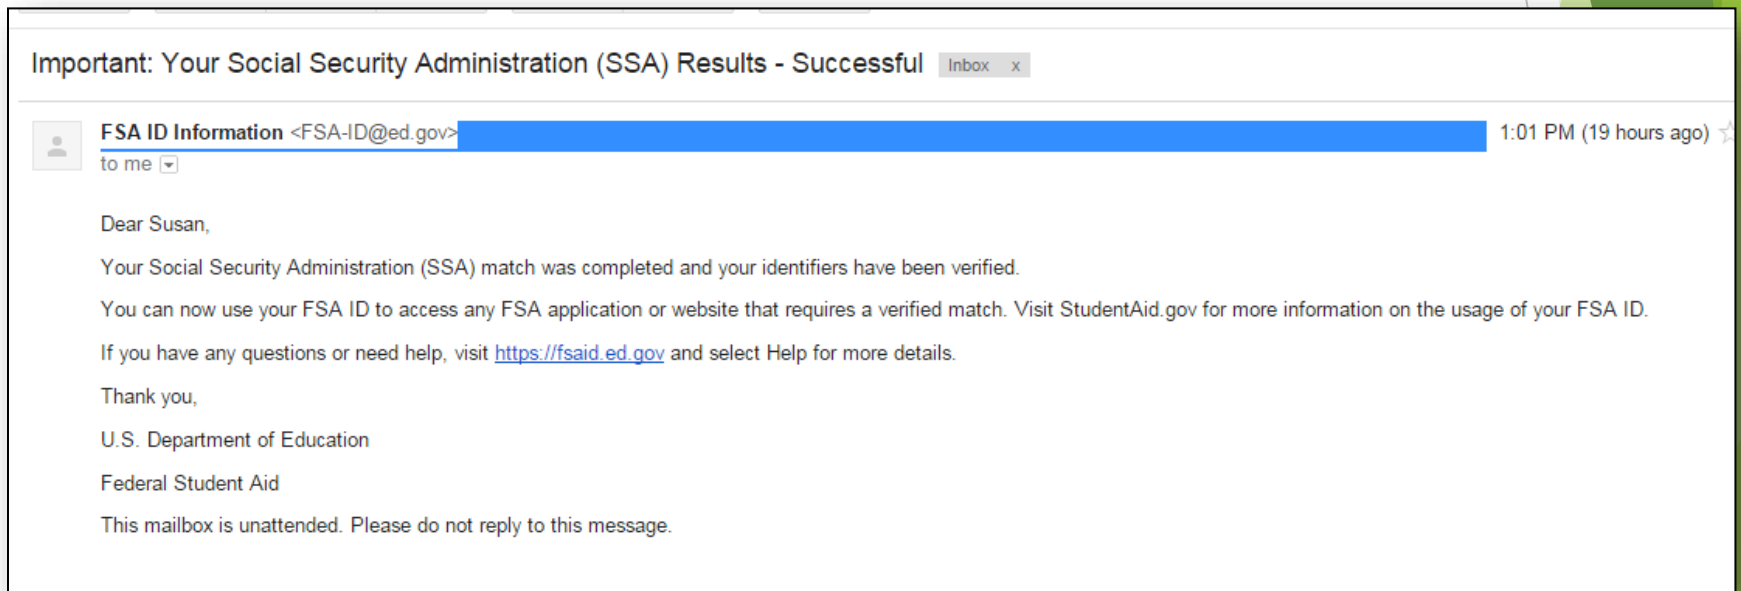 Important: Your Social Security Administration (SSA) Results - Successful Inbox x
FSA ID Information <FSA-ID@ed.gov> 1:01 PM (19 hours ago)
to me
Dear Susan,
Your Social Security Administration (SSA) match was completed and your identifiers have been verified.
You can now use your FSA ID to access any FSA application or website that requires a verified match. Visit StudentAid.gov for more information on the usage of your FSA ID.
If you have any questions or need help, visit https://fsaid.ed.gov and select Help for more details.
Thank you,
U.S. Department of Education
Federal Student Aid
This mailbox is unattended. Please do not reply to this message.